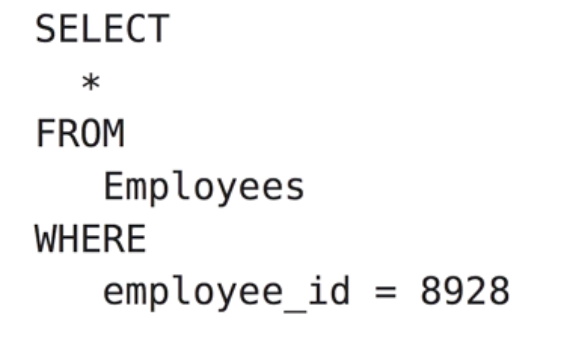 SELECT
*
FROM
Employees
WHERE
employee_id = 8928